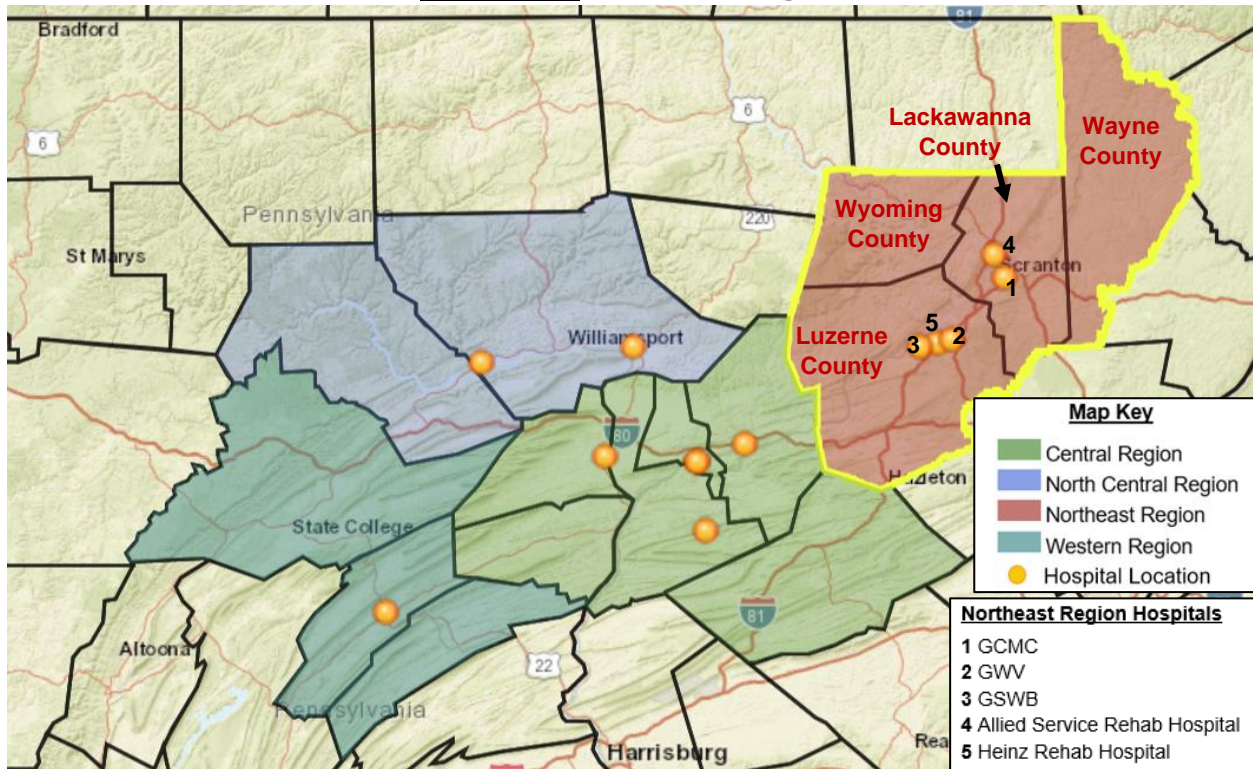 Bradford
81
6
6
Lackawanna
County
Wayne
County
Pennsylvania
220
Wyoming
County
St Marys
4
Scranton
1
Williamsport
5
2
3
Luzerne
County
80
Hazleton
State College
81
Altoona
22
Pennsylvania
Harrisburg
Rea
Map Key
Central Region
North Central Region
Northeast Region
Western Region
Hospital Location
Northeast Region Hospitals
1 GCMC
2 GWV
3 GSWB
4 Allied Service Rehab Hospital
5 Heinz Rehab Hospital